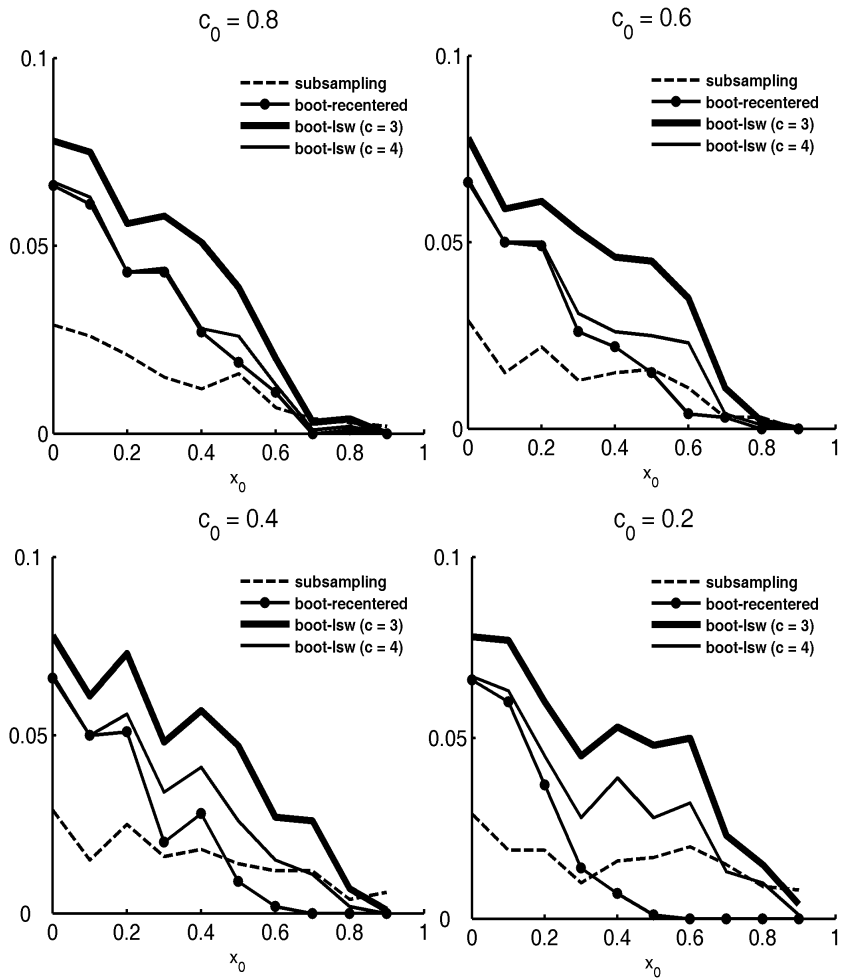 c0 = 0.8
0.1
subsampling
boot-recentered
boot-lsw (c = 3)
boot-lsw (c = 4)
0.05
0
0 0.2 0.4 0.6 0.8 1
x0
c0 = 0.6
0.1
subsampling
boot-recentered
boot-lsw (c = 3)
boot-lsw (c = 4)
0.05
0
0 0.2 0.4 0.6 0.8 1
x0
c0 = 0.4
0.1
subsampling
boot-recentered
boot-lsw (c = 3)
boot-lsw (c = 4)
0.05
0
0 0.2 0.4 0.6 0.8 1
x0
c0 = 0.2
0.1
subsampling
boot-recentered
boot-lsw (c = 3)
boot-lsw (c = 4)
0.05
0
0 0.2 0.4 0.6 0.8 1
x0